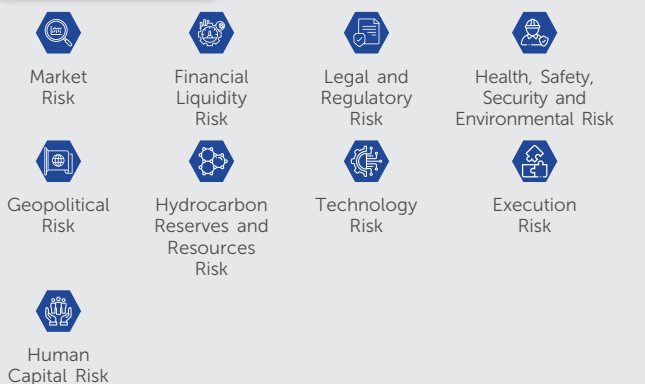 Market
Risk
Financial
Liquidity
Risk
Legal and
Regulatory
Risk
Health, Safety,
Security and
Environmental Risk
Geopolitical
Risk
Hydrocarbon
Reserves and
Resources
Risk
Technology
Risk
Execution
Risk
Human
Capital Risk